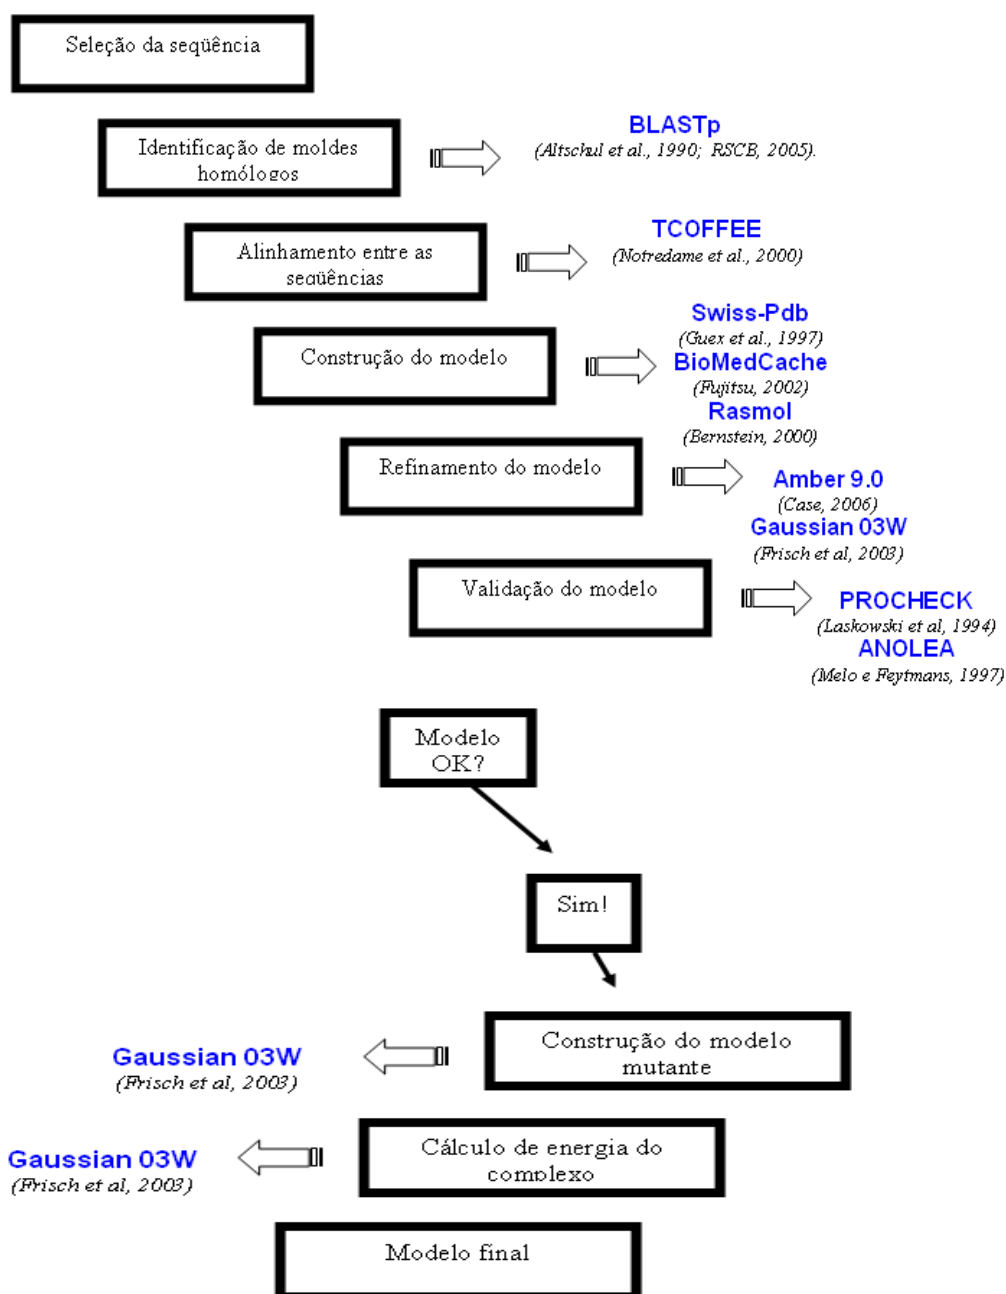 Seleção da seqüência
BLASTp
(Altschul et al., 1990; RSCB, 2005).
Identificação de moldes
homólogos
TCOFFEE
(Notredame et al., 2000)
Alinhamento entre as
seqüências
Swiss-Pdb
(Guex et al., 1997)
BioMedCache
(Fujitsu, 2002)
Construção do modelo
Rasmol
(Bernstein, 2000)
Refinamento do modelo
Amber 9.0
(Case, 2006)
Gaussian 03W
(Frisch et al, 2003)
Validação do modelo
PROCHECK
(Laskowski et al, 1994)
ANOLEA
(Melo e Feytmans, 1997)
Modelo
OK?
Sim!
Construção do modelo
mutante
Gaussian 03W
(Frisch et al, 2003)
Cálculo de energia do
complexo
Gaussian 03W
(Frisch et al, 2003)
Modelo final